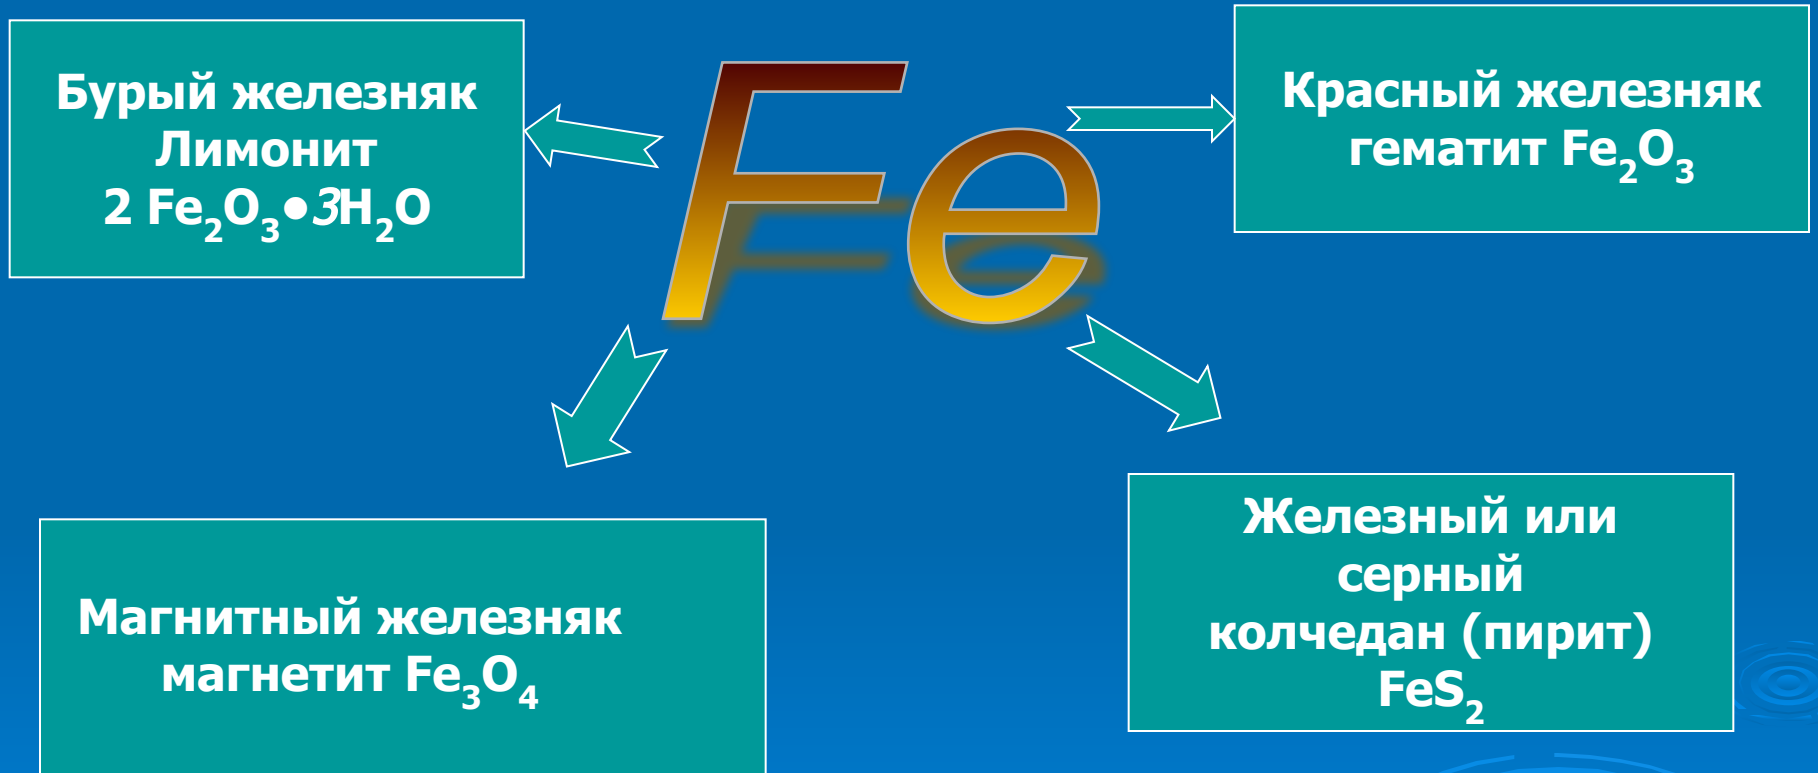 Бурый железняк
Лимонит
2 Fe₂O₃●3H₂O
Fe
Красный железняк
гематит Fe₂O₃
Магнитный железняк
магнетит Fe₃O₄
Железный или
серный
колчедан (пирит)
FeS₂